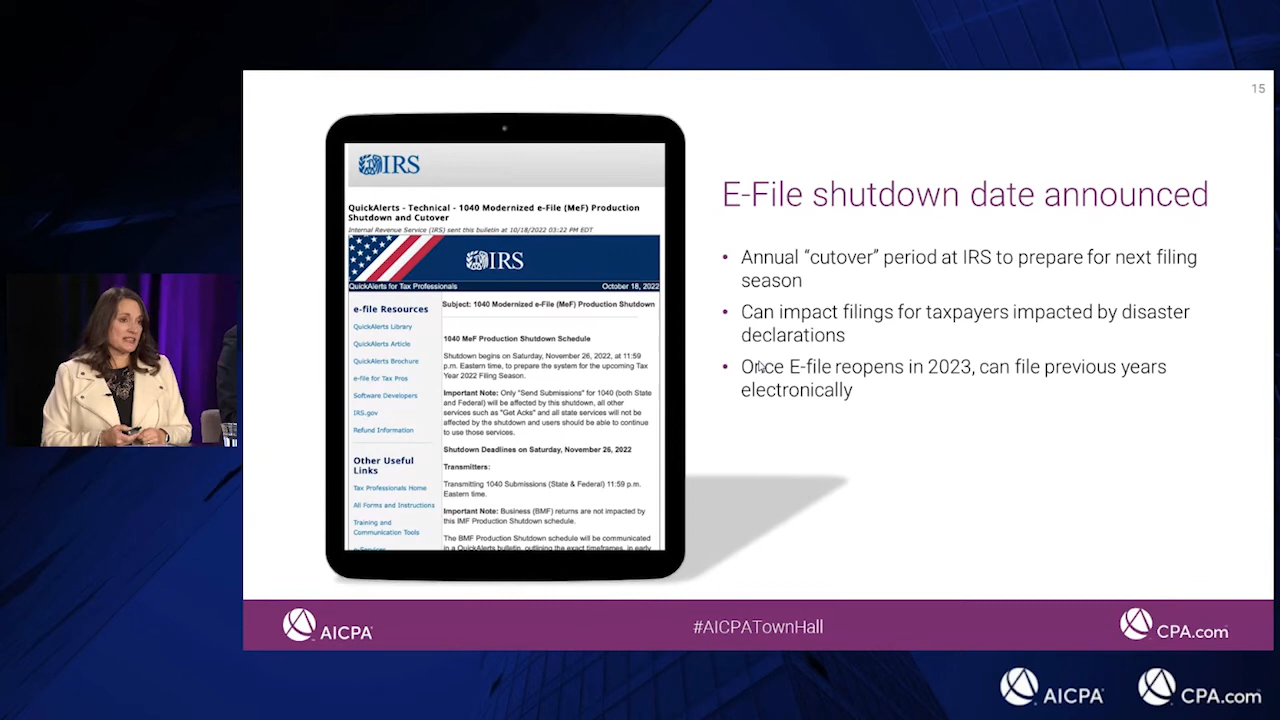 15
IRS
QuickAlerts - Technical - 1040 Modernized e-File (MeF) Production
Shutdown and Cutover
Internal Revenue Service (IRS) sent this bulletin at 10/18/2022 03:22 PM EDT
IRS
QuickAlerts for Tax Professionals
October 18, 2022
e-file Resources
QuickAlerts Library
QuickAlerts Article
QuickAlerts Brochure
e-file for Tax Pros
Software Developers
IRS.gov
Refund Information
Other Useful
Links
Tax Professionals Home
All Forms and Instructions
Training and
Communication Tools
e-Services
Subject: 1040 Modernized e-File (MeF) Production Shutdown
1040 MeF Production Shutdown Schedule
Shutdown begins on Saturday, November 26, 2022, at 11:59
p.m. Eastern time, to prepare the system for the upcoming Tax
Year 2022 Filing Season.
Important Note: Only "Send Submissions" for 1040 (both State
and Federal) will be affected by this shutdown, all other
services such as "Get Acks" and all state services will not be
affected by the shutdown and users should be able to continue
to use those services.
Shutdown Deadlines on Saturday, November 26, 2022
Transmitters:
Transmitting 1040 Submissions (State & Federal) 11:59 p.m.
Eastern time.
Important Note: Business (BMF) returns are not impacted by
this IMF Production Shutdown schedule.
The BMF Production Shutdown schedule will be communicated
in a QuickAlerts bulletin, outlining the exact timeframes, in early
E-File shutdown date announced
• Annual “cutover” period at IRS to prepare for next filing
season
• Can impact filings for taxpayers impacted by disaster
declarations
• Once E-file reopens in 2023, can file previous years
electronically
AICPA
#AICPATownHall
CPA.com
AICPA
CPA.com